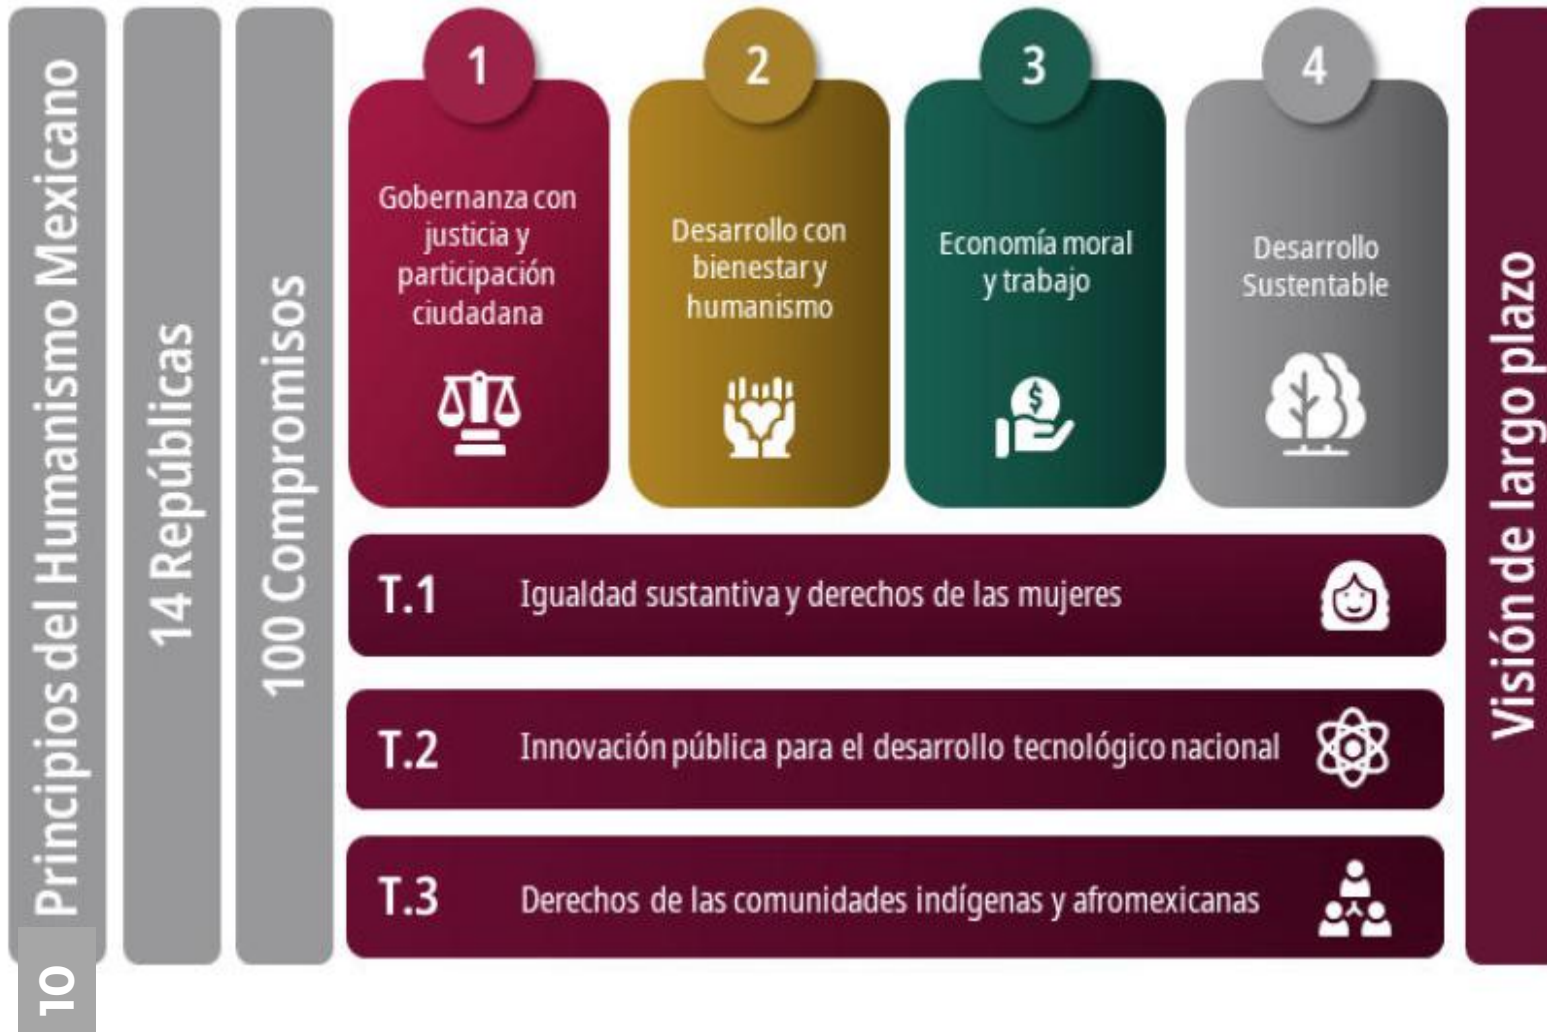 10 Principios del Humanismo Mexicano
14 Repúblicas
100 Compromisos
1
Gobernanza con
justicia y
participación
ciudadana
2
Desarrollo con
bienestar y
humanismo
3
Economía moral
y trabajo
$
4
Desarrollo
Sustentable
T.1 Igualdad sustantiva y derechos de las mujeres
T.2 Innovación pública para el desarrollo tecnológico nacional
T.3 Derechos de las comunidades indígenas y afromexicanas
Visión de largo plazo